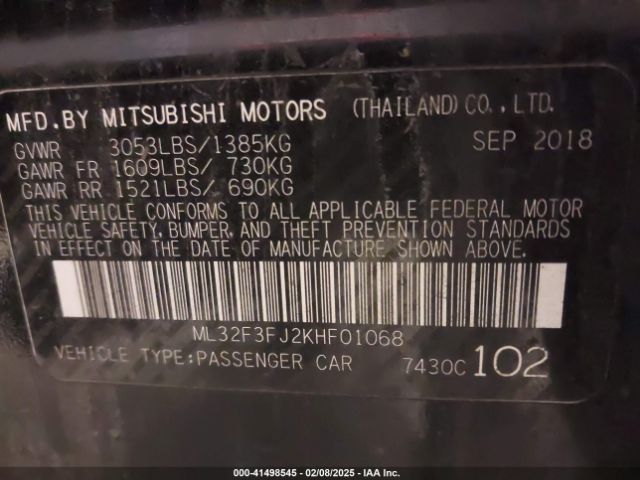 MFD.BY MITSUBISHI MOTORS (THAILAND) CO.,LTD.
GVWR 3053LBS/1385KG SEP 2018
GAWR FR 1609LBS/ 730KG
GAWR RR 1521LBS/ 690KG
THIS VEHICLE CONFORMS TO ALL APPLICABLE FEDERAL MOTOR
VEHICLE SAFETY, BUMPER, AND THEFT PREVENTION STANDARDS
IN EFFECT ON THE DATE OF MANUFACTURE SHOWN ABOVE.
ML32F3FJ2KHF01068
VEHICLE TYPE:PASSENGER CAR 7430C 102
000-41498545 - 02/08/2025 - IAA Inc.